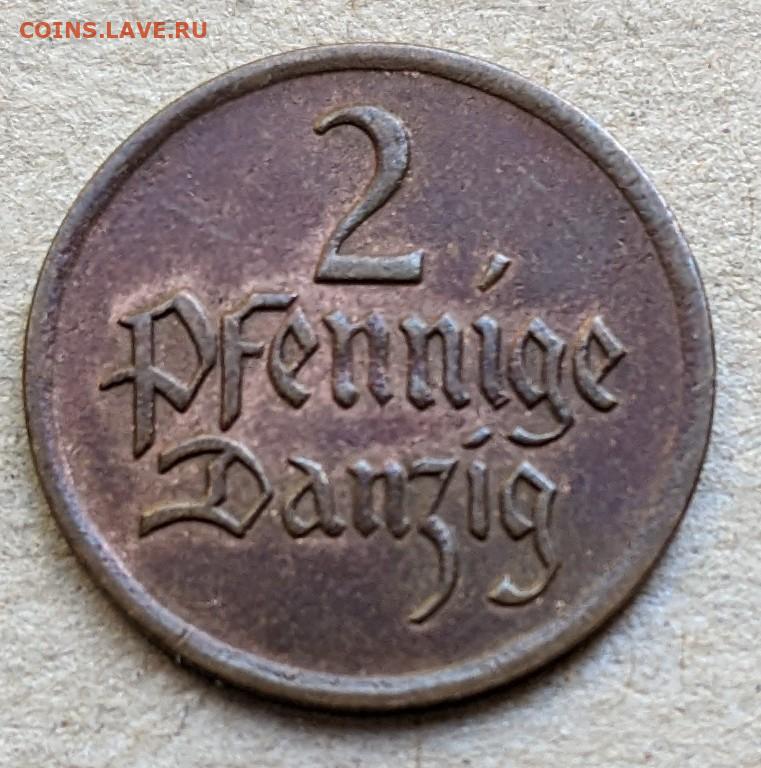 COINS.LAVE.RU
2
Pfennige
Danzig